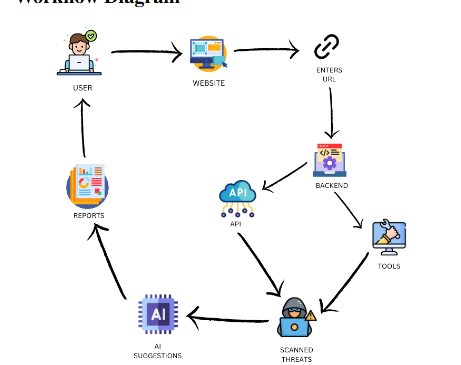 Workflow Diagram
USER
WEBSITE
ENTERS
URL
BACKEND
API
API
TOOLS
REPORTS
AI
AI
SUGGESTIONS
SCANNED
THREATS